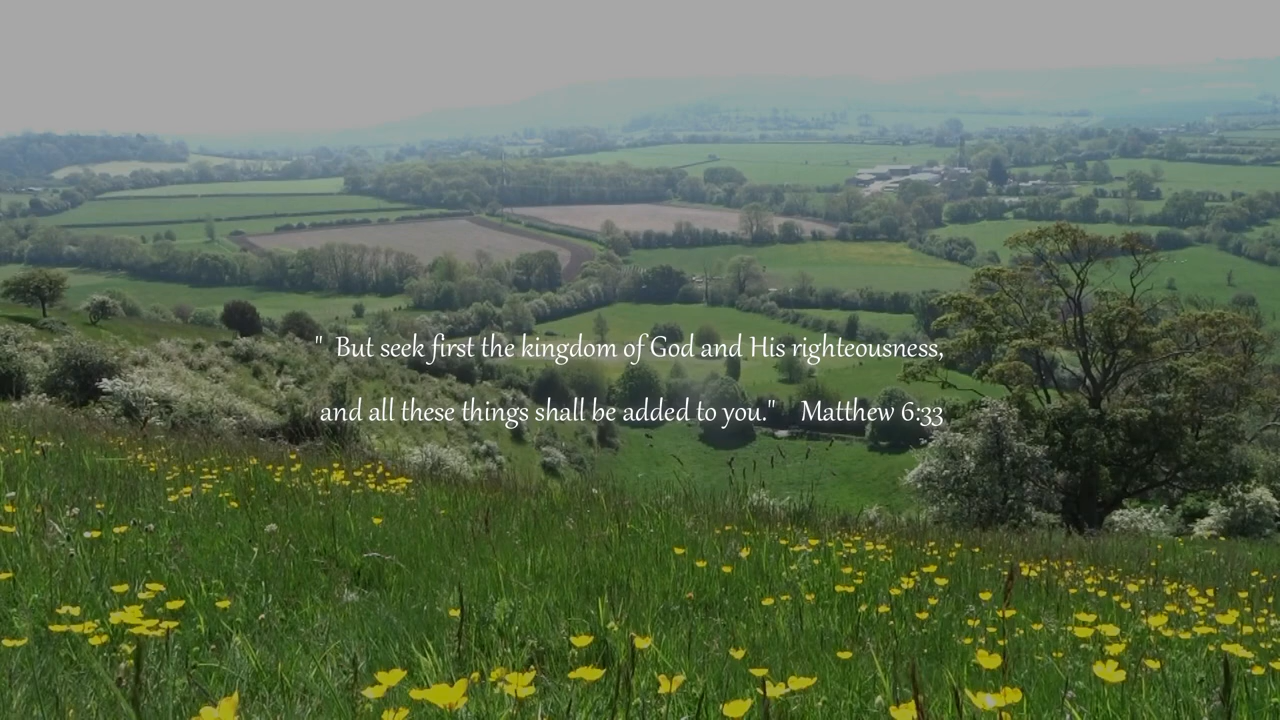 " But seek first the kingdom of God and His righteousness,
and all these things shall be added to you."    Matthew 6:33